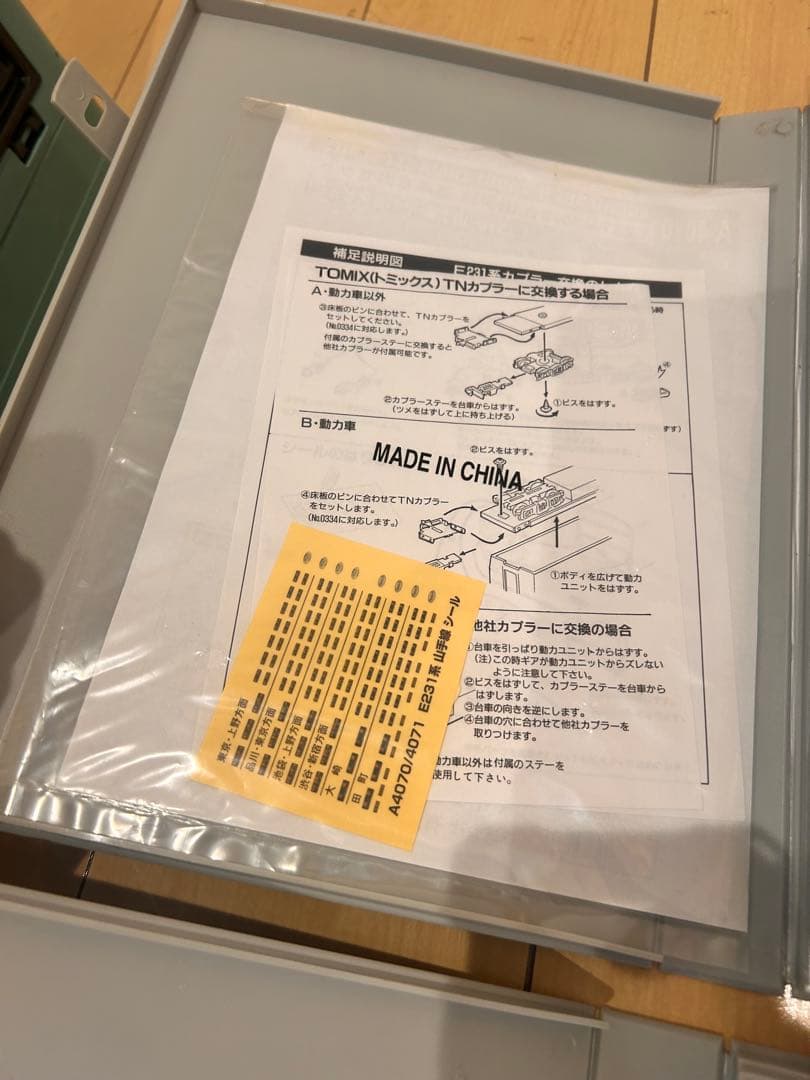 補足説明図
E231系カプラー交換の
TOMIX(トミックス)TNカプラーに交換する場合
A・動力車以外
③床板のピンに合わせて、TNカプラーを
セットしてください。
(№0334に対応します。)
付属のカプラーステーに交換すると
他社カプラーが付属可能です。
②カプラーステーを台車からはずす。
(ツメをはずして上に持ち上げる)
①ビスをはずす。
B・動力車
②ビスをはずす。
MADE IN CHINA
④床板のピンに合わせてTNカプラー
をセットします。
(№0334に対応します。)
①ボディを広げて動力
ユニットをはずす。
他社カプラーに交換の場合
①台車を引っぱり動力ユニットからはずす。
(注)この時ギアが動力ユニットからズレない
ように注意して下さい。
②ビスをはずして、カプラーステーを台車から
はずします。
③台車の向きを逆にします。
④台車の穴に合わせて他社カプラーを
取りつけます。
動力車以外は付属のステーを
使用して下さい。
東京・上野方面
品川・東京方面
池袋・上野方面
渋谷・新宿方面
大崎
田町
A4070/4071 E231系 山手線 シール